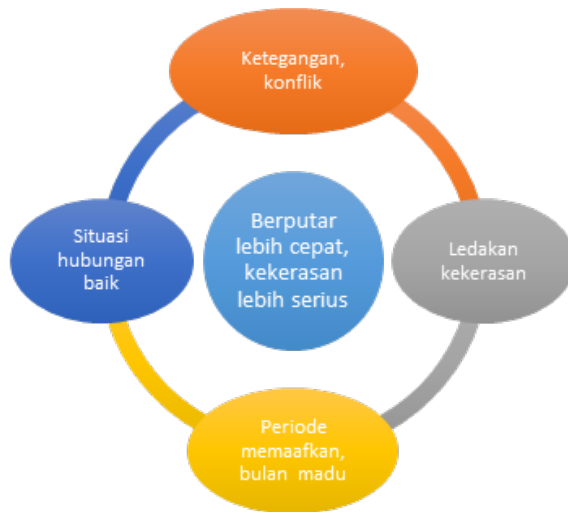 Ketegangan,
konflik
Situasi
hubungan
baik
Berputar
lebih cepat,
kekerasan
lebih serius
Ledakan
kekerasan
Periode
memaafkan,
bulan madu